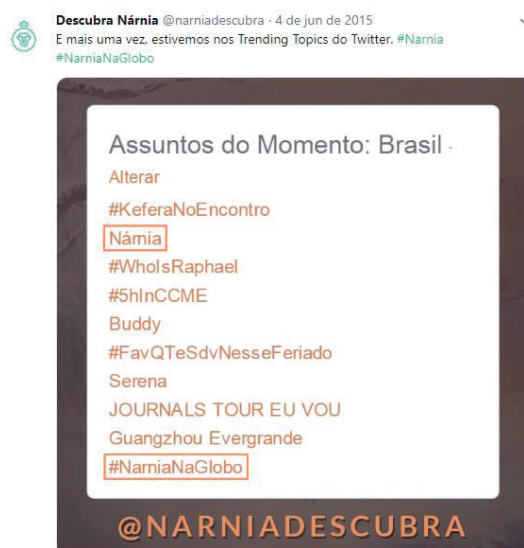 Descubra Nárnia @narniadescubra · 4 de jun de 2015
E mais uma vez, estivemos nos Trending Topics do Twitter. #Narnia
#NarniaNaGlobo
Assuntos do Momento: Brasil ·
Alterar
#KeferaNoEncontro
Nárnia
#WhoIsRaphael
#5hInCCME
Buddy
#FavQTeSdvNesseFeriado
Serena
JOURNALS TOUR EU VOU
Guangzhou Evergrande
#NarniaNaGlobo
@NARNIADESCUBRA